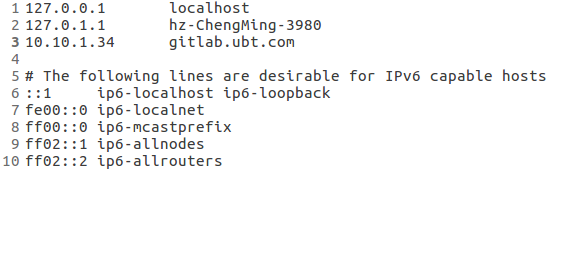 1 127.0.0.1       localhost
2 127.0.1.1       hz-ChengMing-3980
3 10.10.1.34      gitlab.ubt.com
4
5 # The following lines are desirable for IPv6 capable hosts
6 ::1     ip6-localhost ip6-loopback
7 fe00::0 ip6-localnet
8 ff00::0 ip6-mcastprefix
9 ff02::1 ip6-allnodes
10 ff02::2 ip6-allrouters